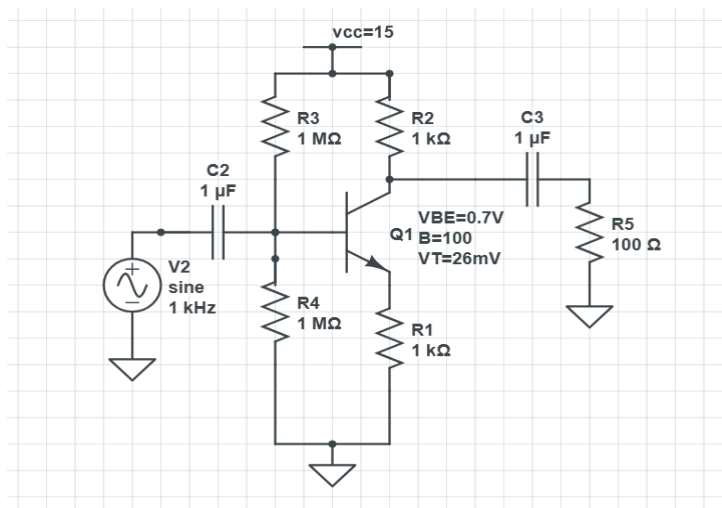 vcc=15
R3
1 MΩ
R2
1 kΩ
C3
1 µF
C2
1 µF
VBE=0.7V
Q1 B=100
VT=26mV
R5
100 Ω
V2
sine
1 kHz
R4
1 MΩ
R1
1 kΩ